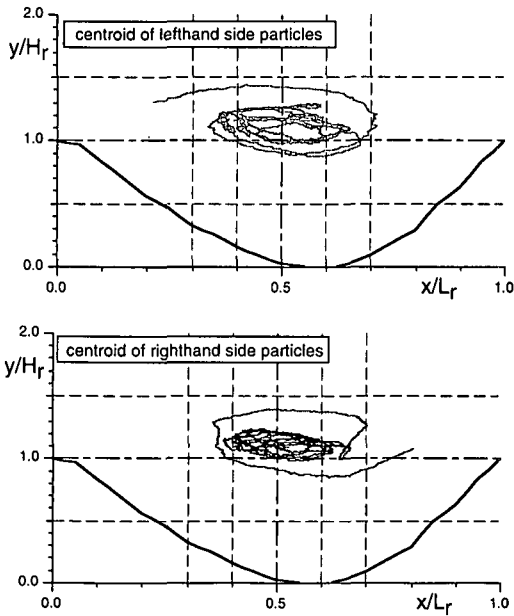 2.0
centroid of lefthand side particles
y/Hr
1.0
0.0
0.0
0.5
x/Lr
1.0
2.0
centroid of righthand side particles
y/Hr
1.0
0.0
0.0
0.5
x/Lr
1.0